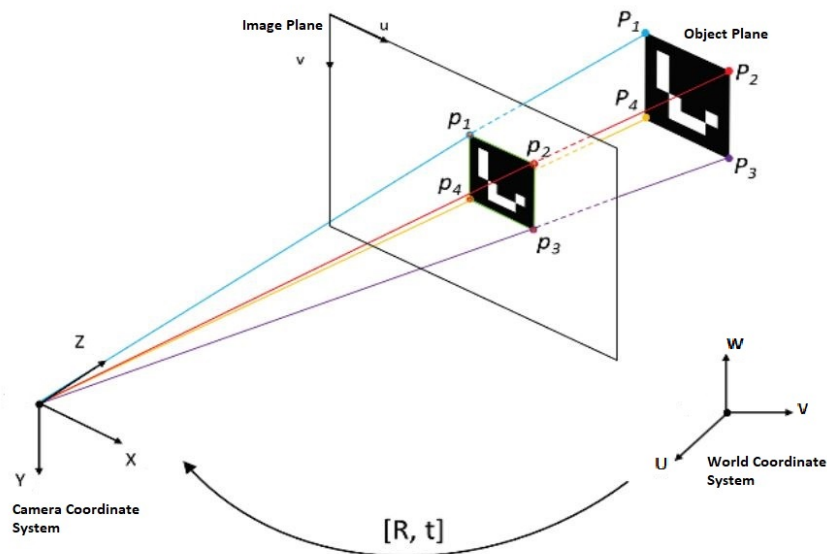 Image Plane
u
v
P1
Object Plane
P2
P4
P3
p1
p2
p4
p3
Z
X
Y
Camera Coordinate
System
W
V
U
World Coordinate
System
[R, t]